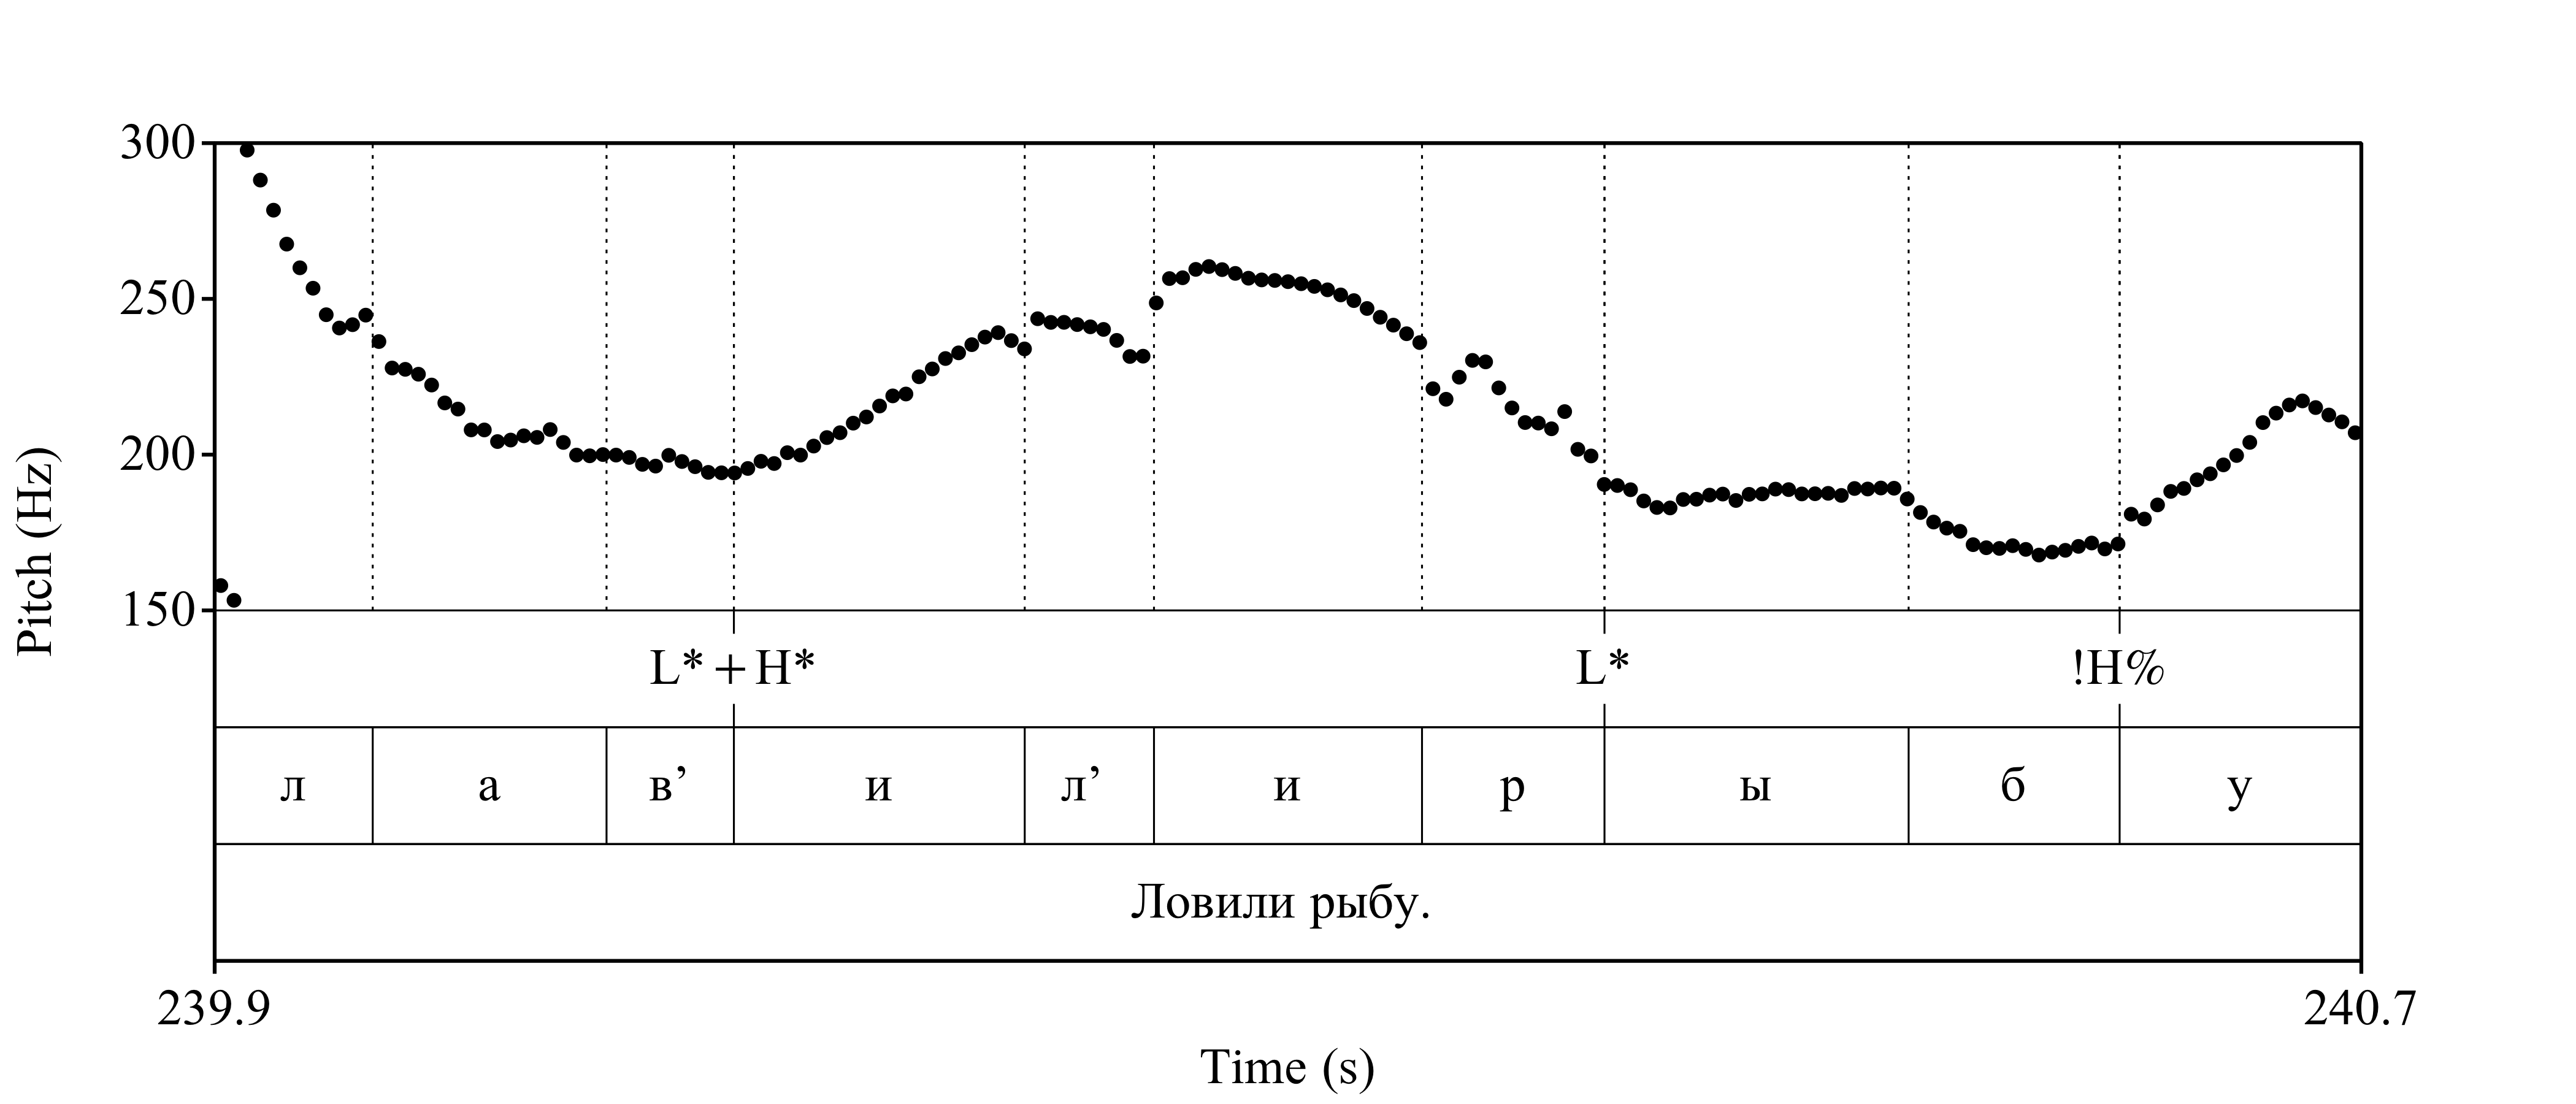 300
250
200
150
Pitch (Hz)
L*+H* L* !H%
л а в’ и л’ и р ы б у
Ловили рыбу.
239.9 240.7
Time (s)